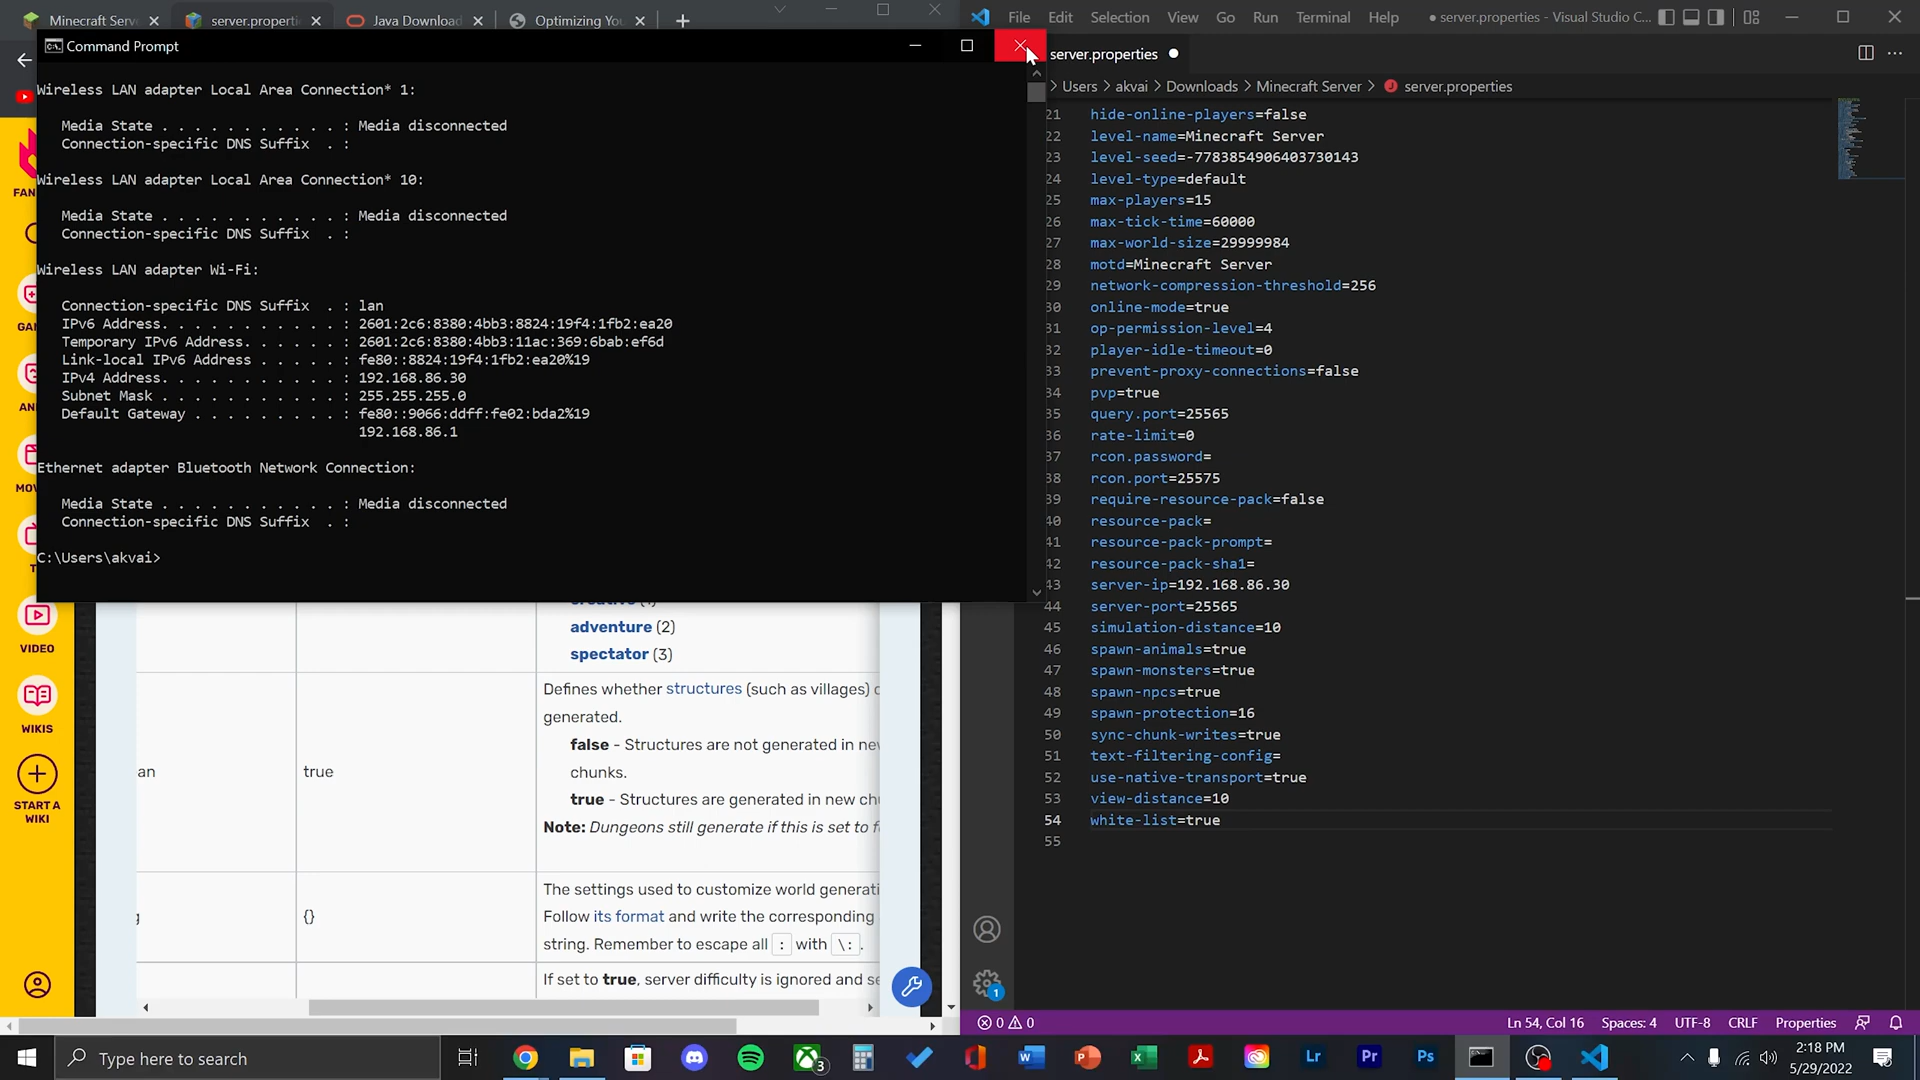 Minecraft Serve
server.properti
Java Download
Optimizing You
Command Prompt
Wireless LAN adapter Local Area Connection* 1:
Media State . . . . . . . . . . . : Media disconnected
Connection-specific DNS Suffix  . :
Wireless LAN adapter Local Area Connection* 10:
Media State . . . . . . . . . . . : Media disconnected
Connection-specific DNS Suffix  . :
Wireless LAN adapter Wi-Fi:
Connection-specific DNS Suffix  . : lan
IPv6 Address. . . . . . . . . . . : 2601:2c6:8380:4bb3:8824:19f4:1fb2:ea20
Temporary IPv6 Address. . . . . . : 2601:2c6:8380:4bb3:11ac:369:6bab:ef6d
Link-local IPv6 Address . . . . . : fe80::8824:19f4:1fb2:ea20%19
IPv4 Address. . . . . . . . . . . : 192.168.86.30
Subnet Mask . . . . . . . . . . . : 255.255.255.0
Default Gateway . . . . . . . . . : fe80::9066:ddff:fe02:bda2%19
192.168.86.1
Ethernet adapter Bluetooth Network Connection:
Media State . . . . . . . . . . . : Media disconnected
Connection-specific DNS Suffix  . :
C:\Users\akvai>
FAN
GA
AN
MOV
T
VIDEO
WIKIS
START A
WIKI
adventure (2)
spectator (3)
an
true
Defines whether structures (such as villages) c
generated.
false - Structures are not generated in nev
chunks.
true - Structures are generated in new chu
Note: Dungeons still generate if this is set to f
g
{}
The settings used to customize world generati
Follow its format and write the corresponding
string. Remember to escape all : with \: .
If set to true, server difficulty is ignored and se
File Edit Selection View Go Run Terminal Help
● server.properties - Visual Studio C...
server.properties ●
> Users > akvai > Downloads > Minecraft Server > server.properties
21 hide-online-players=false
22 level-name=Minecraft Server
23 level-seed=-7783854906403730143
24 level-type=default
25 max-players=15
26 max-tick-time=60000
27 max-world-size=29999984
28 motd=Minecraft Server
29 network-compression-threshold=256
30 online-mode=true
31 op-permission-level=4
32 player-idle-timeout=0
33 prevent-proxy-connections=false
34 pvp=true
35 query.port=25565
36 rate-limit=0
37 rcon.password=
38 rcon.port=25575
39 require-resource-pack=false
40 resource-pack=
41 resource-pack-prompt=
42 resource-pack-sha1=
43 server-ip=192.168.86.30
44 server-port=25565
45 simulation-distance=10
46 spawn-animals=true
47 spawn-monsters=true
48 spawn-npcs=true
49 spawn-protection=16
50 sync-chunk-writes=true
51 text-filtering-config=
52 use-native-transport=true
53 view-distance=10
54 white-list=true
55
1
0 0
Ln 54, Col 16 Spaces: 4 UTF-8 CRLF Properties
Type here to search
3
Lr
Pr
Ps
2:18 PM
5/29/2022